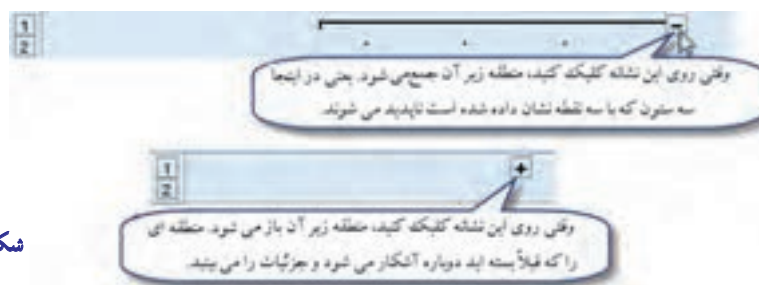 1
2
وقتی روی این نشانه کلیک کنید، منطقه زیر آن جمع می شود. یعنی در اینجا
سه ستون که با سه نقطه نشان داده شده است ناپدید می شوند.
1
2
وقتی روی این نشانه کلیک کنید، منطقه زیر آن باز می شود. منطقه ای
را که قبلاً بسته اید دوباره آشکار می شود و جزئیات را می بینید.